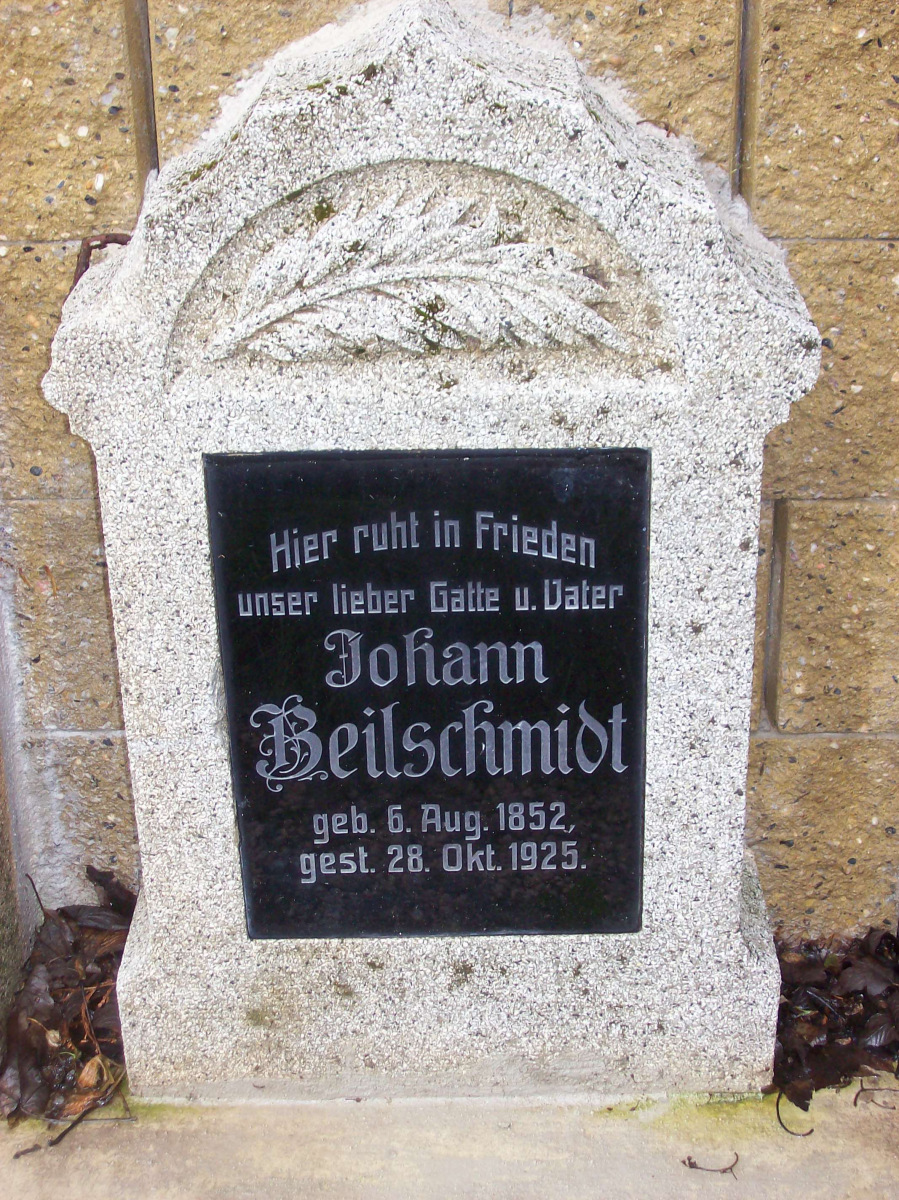 Hier ruht in Frieden
unser lieber Gatte u. Vater
Johann
Beilschmidt
geb. 6. Aug. 1852,
gest. 28. Okt. 1925.